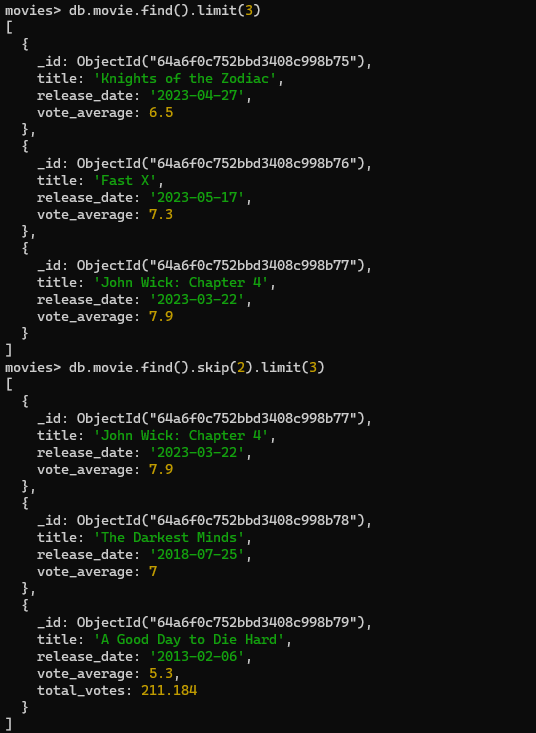 movies> db.movie.find().limit(3)
[
  {
    _id: ObjectId("64a6f0c752bbd3408c998b75"),
    title: 'Knights of the Zodiac',
    release_date: '2023-04-27',
    vote_average: 6.5
  },
  {
    _id: ObjectId("64a6f0c752bbd3408c998b76"),
    title: 'Fast X',
    release_date: '2023-05-17',
    vote_average: 7.3
  },
  {
    _id: ObjectId("64a6f0c752bbd3408c998b77"),
    title: 'John Wick: Chapter 4',
    release_date: '2023-03-22',
    vote_average: 7.9
  }
]
movies> db.movie.find().skip(2).limit(3)
[
  {
    _id: ObjectId("64a6f0c752bbd3408c998b77"),
    title: 'John Wick: Chapter 4',
    release_date: '2023-03-22',
    vote_average: 7.9
  },
  {
    _id: ObjectId("64a6f0c752bbd3408c998b78"),
    title: 'The Darkest Minds',
    release_date: '2018-07-25',
    vote_average: 7
  },
  {
    _id: ObjectId("64a6f0c752bbd3408c998b79"),
    title: 'A Good Day to Die Hard',
    release_date: '2013-02-06',
    vote_average: 5.3,
    total_votes: 211.184
  }
]